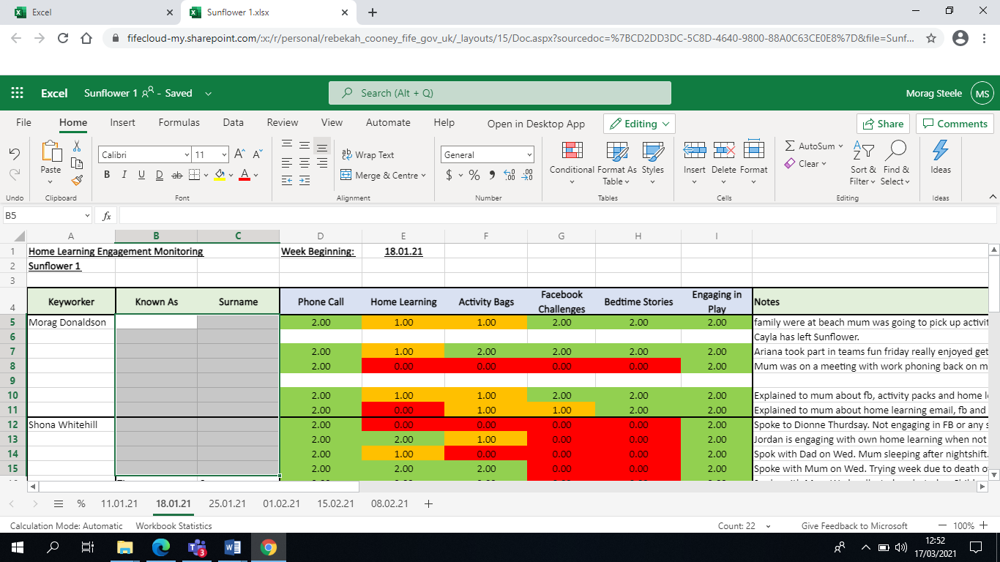 Excel
Sunflower 1.xlsx
fifecloud-my.sharepoint.com/:x:/r/personal/rebekah_cooney_fife_gov_uk/_layouts/15/Doc.aspx?sourcedoc=%7BCD2DD3DC-5C8D-4640-9800-88A0C63CE0E8%7D&file=Sunf...
Excel Sunflower 1 - Saved Search (Alt + Q) Morag Steele MS
File Home Insert Formulas Data Review View Automate Help Open in Desktop App Editing Share Comments
Paste Calibri 11 A A Wrap Text General Conditional Format As Styles Insert Delete Format AutoSum Sort & Find & Ideas
B I U D ab A Merge & Centre $ % Table Clear Filter Select
Undo Clipboard Font Alignment Number Tables Cells Editing Ideas
B5 fx
A B C D E F G H I
1 Home Learning Engagement Monitoring Week Beginning: 18.01.21
2 Sunflower 1
3
4 Keyworker Known As Surname Phone Call Home Learning Activity Bags Facebook Challenges Bedtime Stories Engaging in Play Notes
5 Morag Donaldson 2.00 1.00 1.00 2.00 2.00 2.00 family were at beach mum was going to pick up activit
6 Cayla has left Sunflower.
7 2.00 1.00 2.00 2.00 2.00 2.00 Ariana took part in teams fun friday really enjoyed get
8 2.00 0.00 0.00 0.00 0.00 2.00 Mum was on a meeting with work phoning back on m
9
10 2.00 1.00 1.00 2.00 2.00 2.00 Explained to mum about fb, activity packs and home l
11 2.00 0.00 1.00 1.00 2.00 2.00 Explained to mum about home learning email, fb and
12 Shona Whitehill 2.00 0.00 0.00 0.00 0.00 2.00 Spoke to Dionne Thurdsay. Not engaging in FB or any s
13 2.00 2.00 1.00 0.00 0.00 2.00 Jordan is engaging with own home learning when not
14 2.00 1.00 0.00 0.00 0.00 2.00 Spok with Dad on Wed. Mum sleeping after nightshift.
15 2.00 2.00 2.00 0.00 0.00 2.00 Spoke with Mum on Wed. Trying week due to death o
% 11.01.21 18.01.21 25.01.21 01.02.21 15.02.21 08.02.21
Calculation Mode: Automatic Workbook Statistics Count: 22 Give Feedback to Microsoft 100%
3
12:52
17/03/2021